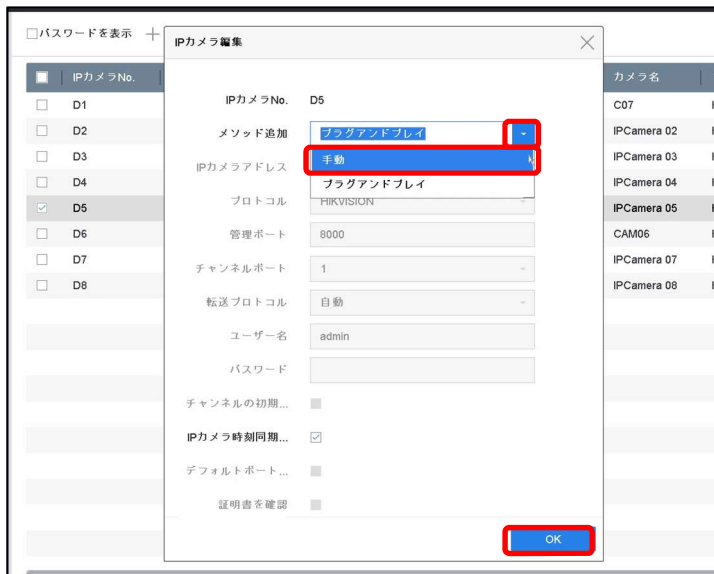 パスワードを表示
IPカメラ編集
IPカメラNo.
カメラ名
IPカメラNo. D5
D1
C07
メソッド追加 プラグアンドプレイ
D2
IPCamera 02
手動
D3
IPCamera 03
IPカメラアドレス
プラグアンドプレイ
D4
IPCamera 04
プロトコル HIKVISION
D5
IPCamera 05
管理ポート 8000
D6
CAM06
D7
IPCamera 07
チャンネルポート 1
D8
IPCamera 08
転送プロトコル 自動
ユーザー名 admin
パスワード
チャンネルの初期...
IPカメラ時刻同期...
デフォルトポート...
証明書を確認
OK